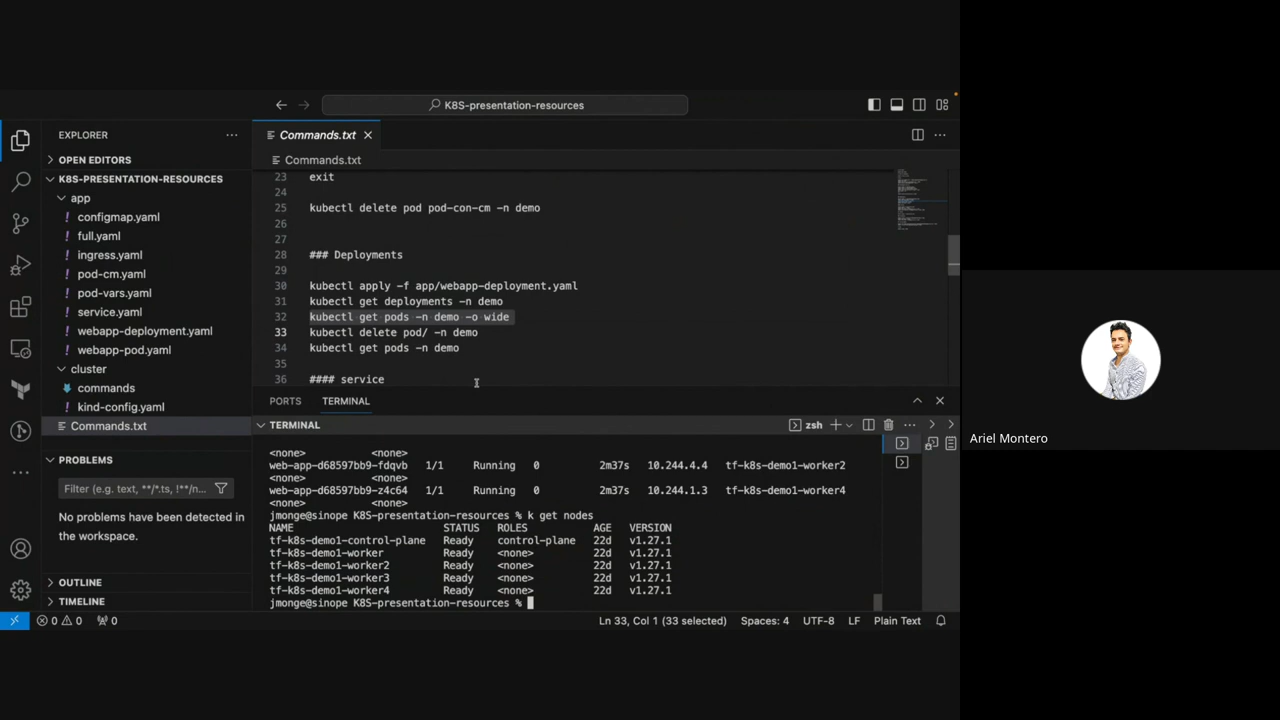 K8S-presentation-resources
EXPLORER
OPEN EDITORS
K8S-PRESENTATION-RESOURCES
app
configmap.yaml
full.yaml
ingress.yaml
pod-cm.yaml
pod-vars.yaml
service.yaml
webapp-deployment.yaml
webapp-pod.yaml
cluster
commands
kind-config.yaml
Commands.txt
PROBLEMS
Filter (e.g. text, **/*.ts, !**/n...
No problems have been detected in
the workspace.
OUTLINE
TIMELINE
Commands.txt
Commands.txt
23 exit
24
25 kubectl delete pod pod-con-cm -n demo
26
27
28 ### Deployments
29
30 kubectl apply -f app/webapp-deployment.yaml
31 kubectl get deployments -n demo
32 kubectl get pods -n demo -o wide
33 kubectl delete pod/ -n demo
34 kubectl get pods -n demo
35
36 #### service
PORTS TERMINAL
TERMINAL
zsh
<none> <none>
web-app-d68597bb9-fdqvb 1/1 Running 0 2m37s 10.244.4.4 tf-k8s-demo1-worker2
<none> <none>
web-app-d68597bb9-z4c64 1/1 Running 0 2m37s 10.244.1.3 tf-k8s-demo1-worker4
<none> <none>
jmonge@sinope K8S-presentation-resources % k get nodes
NAME STATUS ROLES AGE VERSION
tf-k8s-demo1-control-plane Ready control-plane 22d v1.27.1
tf-k8s-demo1-worker Ready <none> 22d v1.27.1
tf-k8s-demo1-worker2 Ready <none> 22d v1.27.1
tf-k8s-demo1-worker3 Ready <none> 22d v1.27.1
tf-k8s-demo1-worker4 Ready <none> 22d v1.27.1
jmonge@sinope K8S-presentation-resources %
0 0 0
Ln 33, Col 1 (33 selected) Spaces: 4 UTF-8 LF Plain Text
Ariel Montero